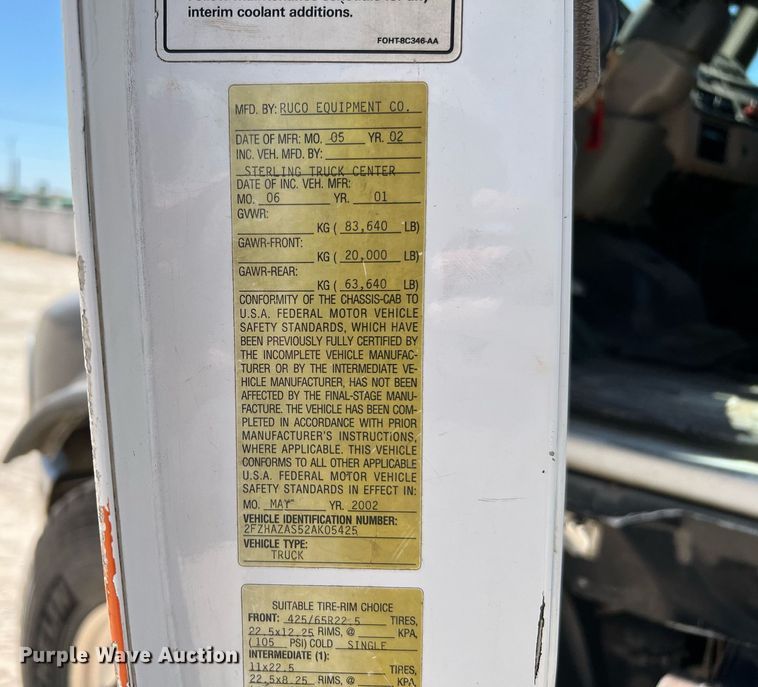 interim coolant additions.
FOHT-8C346-AA
MFD. BY: RUCO EQUIPMENT CO.
DATE OF MFR: MO. 05 YR. 02
INC. VEH. MFD. BY:
STERLING TRUCK CENTER
DATE OF INC. VEH. MFR:
MO. 06 YR. 01
GVWR:
KG ( 83,640 LB)
GAWR-FRONT:
KG ( 20,000 LB)
GAWR-REAR:
KG ( 63,640 LB)
CONFORMITY OF THE CHASSIS-CAB TO
U.S.A. FEDERAL MOTOR VEHICLE
SAFETY STANDARDS, WHICH HAVE
BEEN PREVIOUSLY FULLY CERTIFIED BY
THE INCOMPLETE VEHICLE MANUFAC-
TURER OR BY THE INTERMEDIATE VE-
HICLE MANUFACTURER, HAS NOT BEEN
AFFECTED BY THE FINAL-STAGE MANU-
FACTURE. THE VEHICLE HAS BEEN COM-
PLETED IN ACCORDANCE WITH PRIOR
MANUFACTURER'S INSTRUCTIONS,
WHERE APPLICABLE. THIS VEHICLE
CONFORMS TO ALL OTHER APPLICABLE
U.S.A. FEDERAL MOTOR VEHICLE
SAFETY STANDARDS IN EFFECT IN:
MO. MAY YR. 2002
VEHICLE IDENTIFICATION NUMBER:
2FZHAZAS52AK05425
VEHICLE TYPE:
TRUCK
SUITABLE TIRE-RIM CHOICE
FRONT: 425/65R22.5 TIRES,
22.5x12.25 RIMS, @ KPA,
(105 PSI) COLD SINGLE
INTERMEDIATE (1):
11x22.5 TIRES,
22.5x8.25 RIMS, @ KPA,
Purple Wave Auction